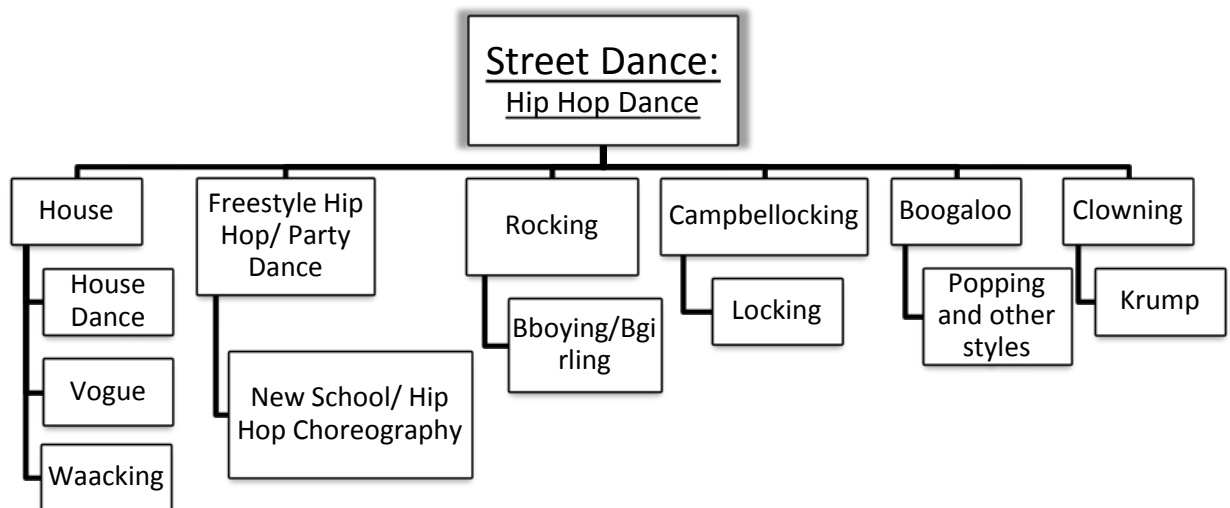 Street Dance:
Hip Hop Dance
House
Freestyle Hip
Hop/ Party
Dance
Rocking
Campbellocking
Boogaloo
Clowning
House
Dance
Vogue
Waacking
New School/ Hip
Hop Choreography
Bboying/Bgi
rling
Locking
Popping
and other
styles
Krump